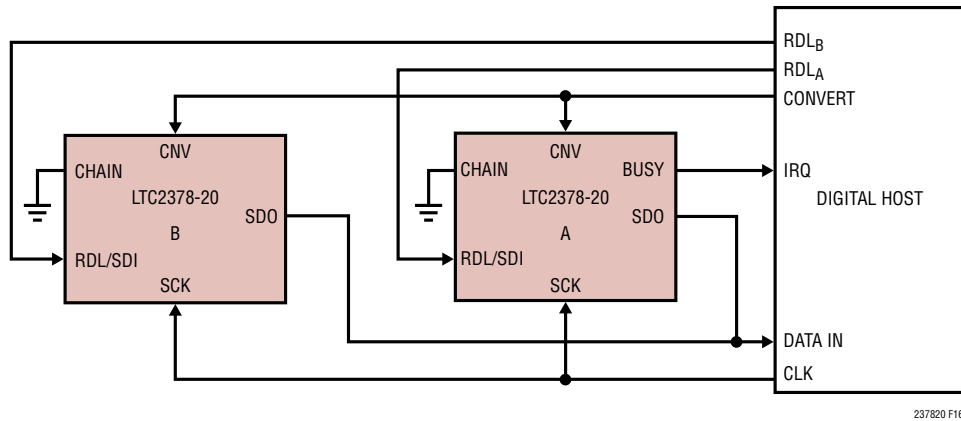 RDLB
RDLA
CONVERT
CNV
CHAIN
LTC2378-20
SDO
B
RDL/SDI
SCK
CNV
CHAIN
BUSY
LTC2378-20
SDO
A
RDL/SDI
SCK
IRQ
DIGITAL HOST
DATA IN
CLK
237820 F16